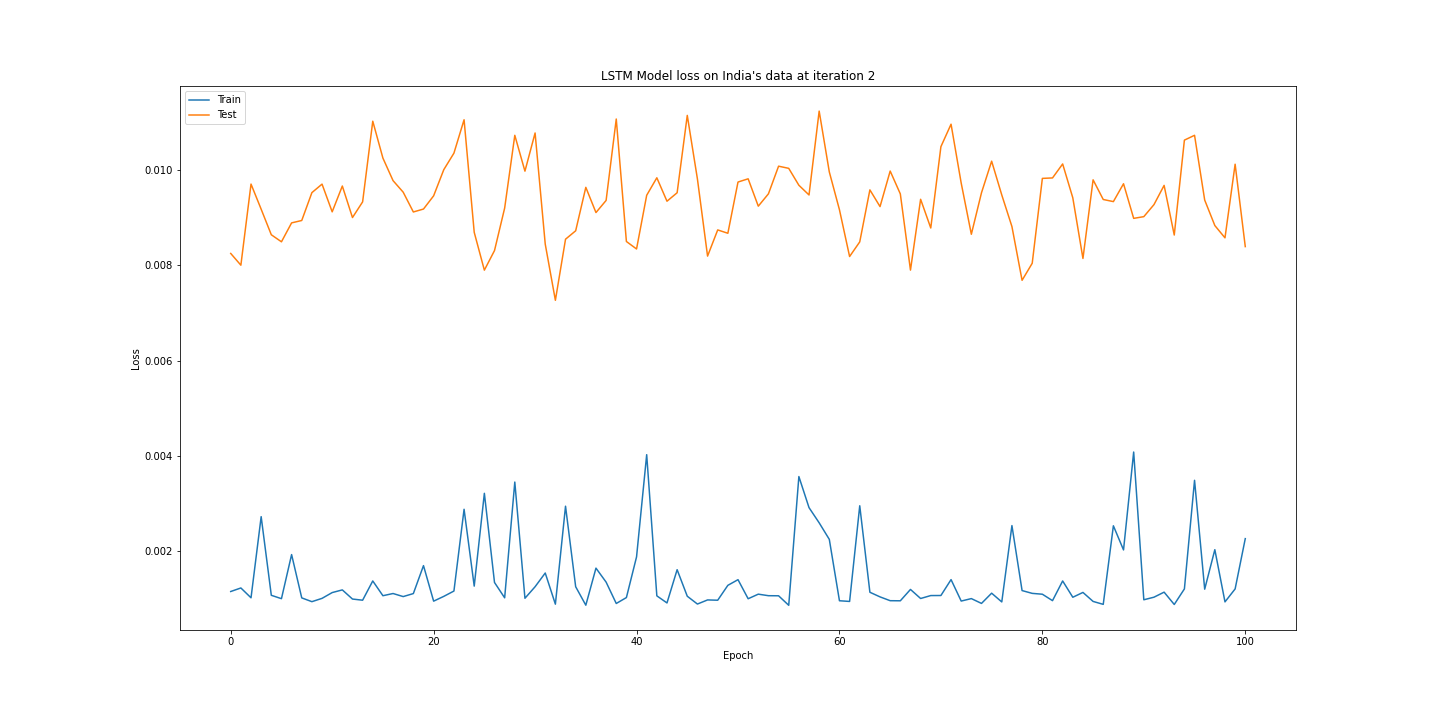 LSTM Model loss on India's data at iteration 2
Train
Test
0.010
0.008
0.006
0.004
0.002
Loss
0 20 40 60 80 100
Epoch